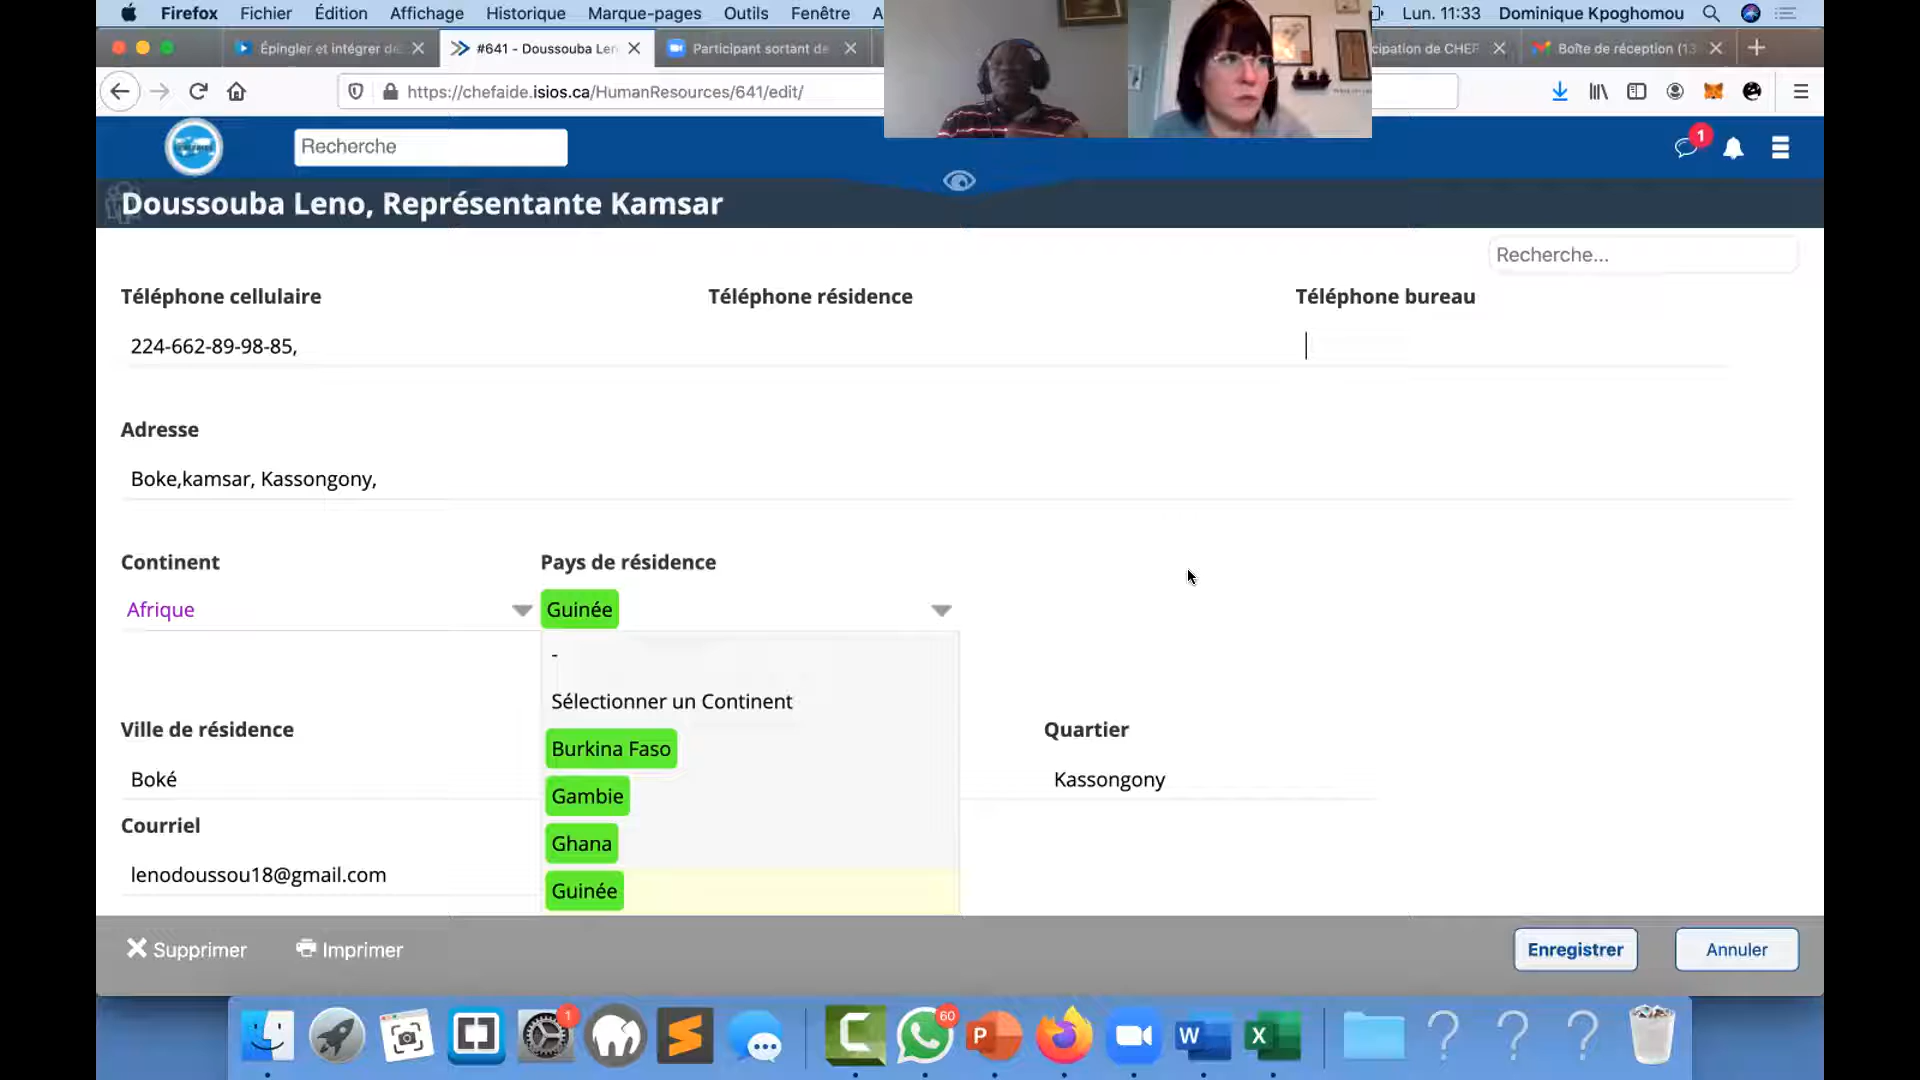 Firefox Fichier Édition Affichage Historique Marque-pages Outils Fenêtre A
Lun. 11:33 Dominique Kpoghomou
Épingler et intégrer de
#641 - Doussouba Len
Participant sortant de
cipation de CHEF
Boîte de réception (13
https://chefaide.isios.ca/HumanResources/641/edit/
Recherche
1
Doussouba Leno, Représentante Kamsar
Recherche...
Téléphone cellulaire Téléphone résidence Téléphone bureau
224-662-89-98-85,
Adresse
Boke,kamsar, Kassongony,
Continent Pays de résidence
Afrique Guinée
-
Sélectionner un Continent
Ville de résidence Quartier
Burkina Faso
Boké Kassongony
Gambie
Courriel
Ghana
lenodoussou18@gmail.com
Guinée
Supprimer Imprimer Enregistrer Annuler
1 60
P W X
? ? ?